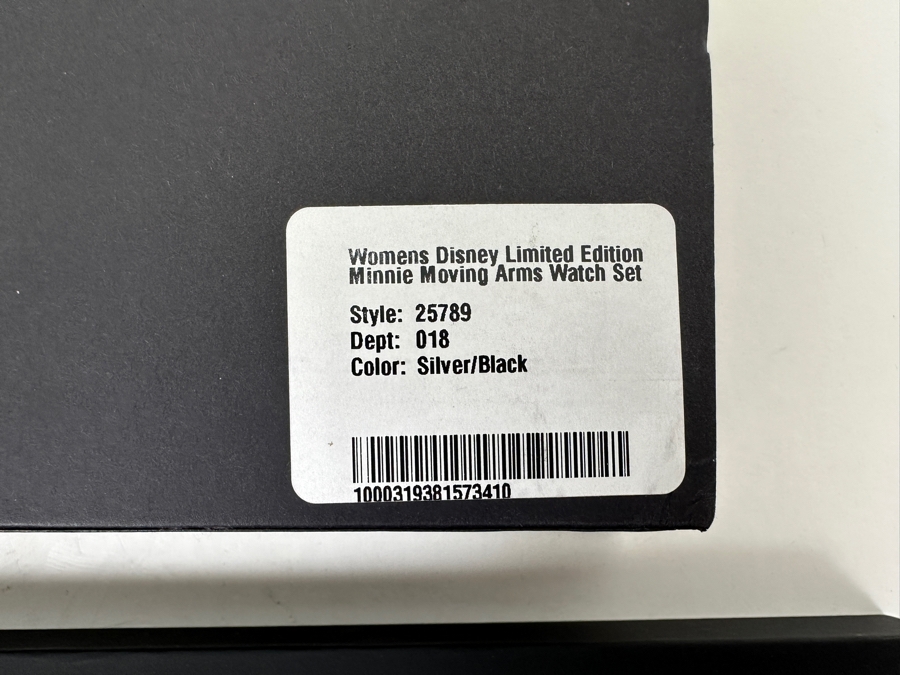 Womens Disney Limited Edition
Minnie Moving Arms Watch Set
Style: 25789
Dept: 018
Color: Silver/Black
1000319381573410